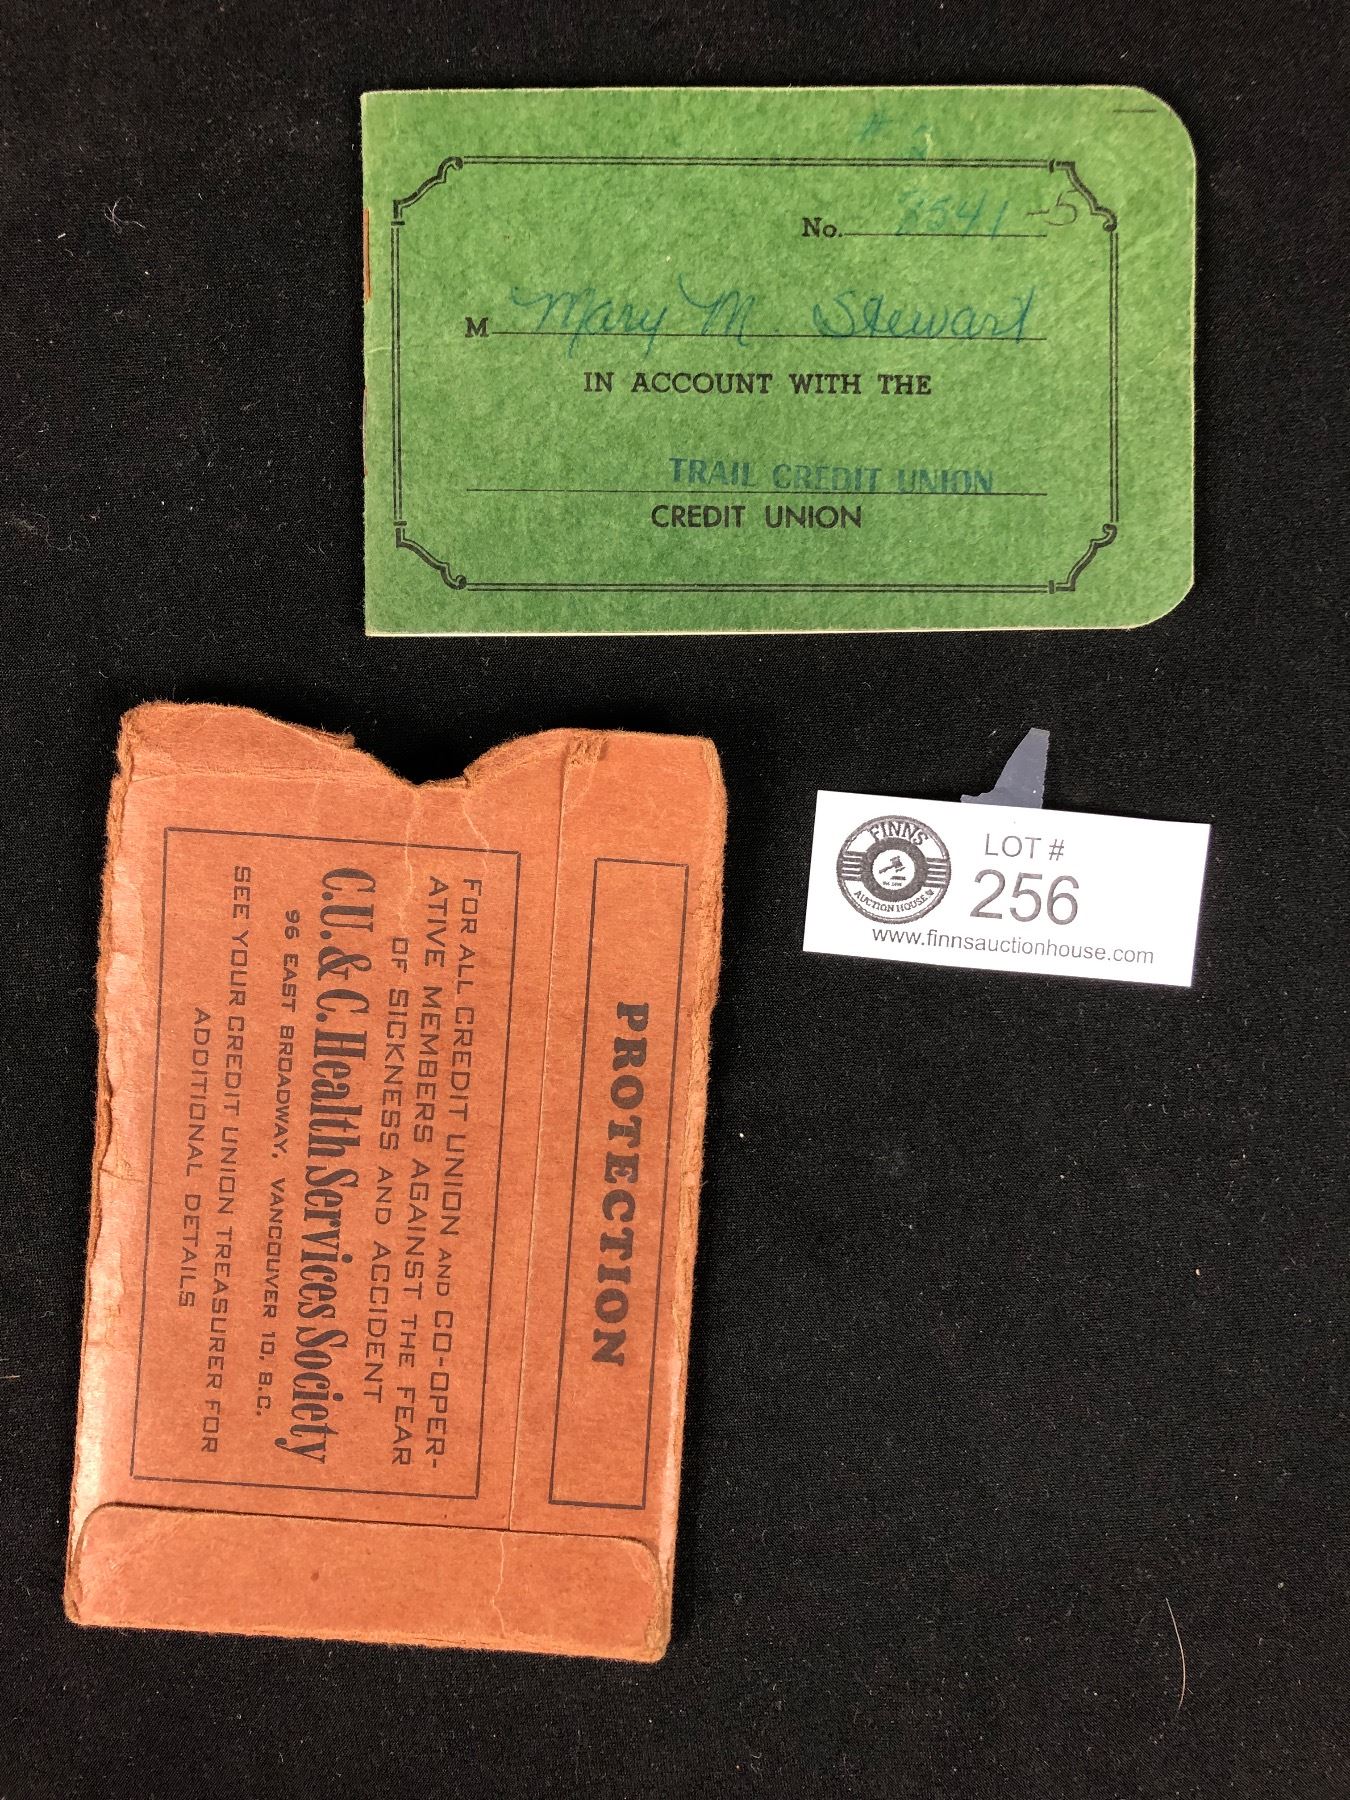 # 2
No. 8541 -5
M Mary M. Stewart
IN ACCOUNT WITH THE
TRAIL CREDIT UNION
CREDIT UNION
PROTECTION
FOR ALL CREDIT UNION AND CO-OPER-
ATIVE MEMBERS AGAINST THE FEAR
OF SICKNESS AND ACCIDENT
C.U. & C. Health Services Society
96 EAST BROADWAY, VANCOUVER 10, B.C.
SEE YOUR CREDIT UNION TREASURER FOR
ADDITIONAL DETAILS
FINNS
AUCTION HOUSE
LOT #
256
www.finnsauctionhouse.com